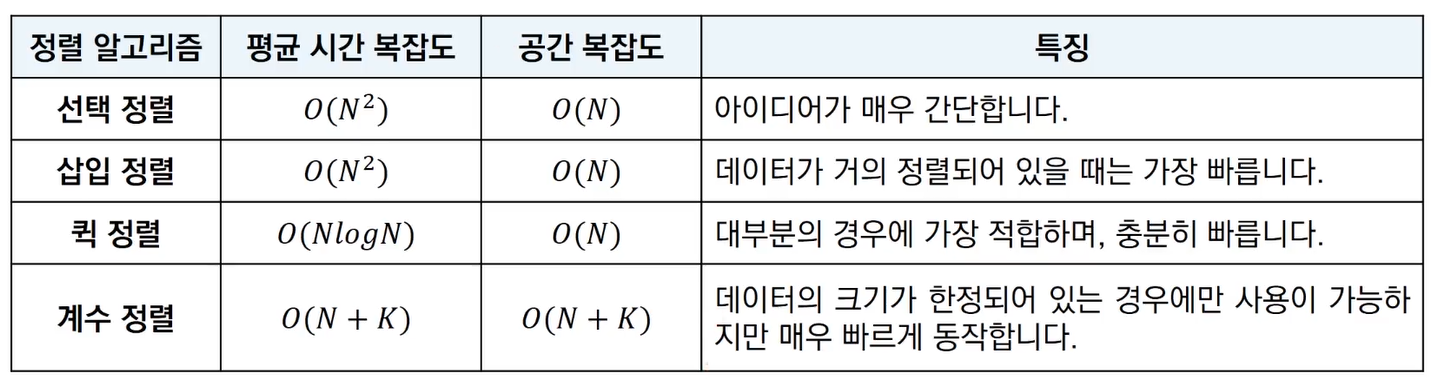 정렬 알고리즘 평균 시간 복잡도 공간 복잡도 특징
선택 정렬 O(N²) O(N) 아이디어가 매우 간단합니다.
삽입 정렬 O(N²) O(N) 데이터가 거의 정렬되어 있을 때는 가장 빠릅니다.
퀵 정렬 O(NlogN) O(N) 대부분의 경우에 가장 적합하며, 충분히 빠릅니다.
계수 정렬 O(N + K) O(N + K) 데이터의 크기가 한정되어 있는 경우에만 사용이 가능하
지만 매우 빠르게 동작합니다.